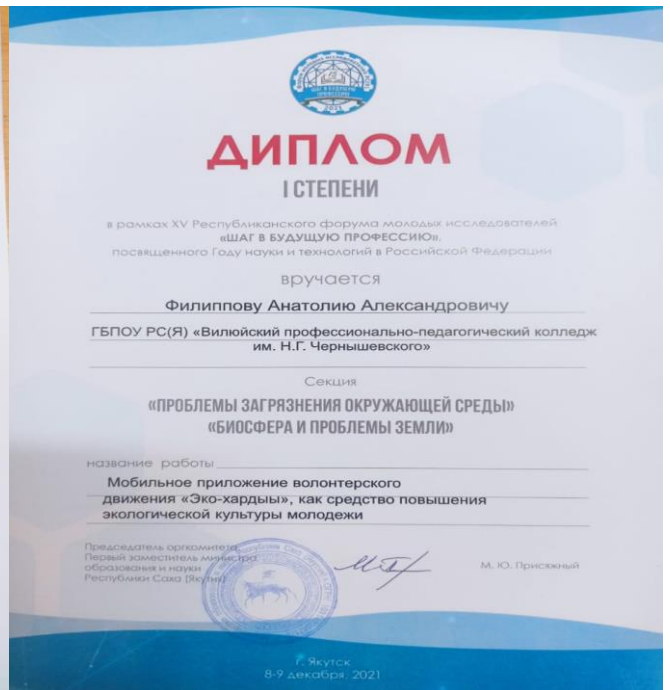 ШАГ В БУДУЩУЮ
ПРОФЕССИЮ
ДИПЛОМ
I СТЕПЕНИ
в рамках XV Республиканского форума молодых исследователей
«ШАГ В БУДУЩУЮ ПРОФЕССИЮ»,
посвященного Году науки и технологий в Российской Федерации
вручается
Филиппову Анатолию Александровичу
ГБПОУ РС(Я) «Вилюйский профессионально-педагогический колледж
им. Н.Г. Чернышевского»
Секция
«ПРОБЛЕМЫ ЗАГРЯЗНЕНИЯ ОКРУЖАЮЩЕЙ СРЕДЫ»
«БИОСФЕРА И ПРОБЛЕМЫ ЗЕМЛИ»
название работы
Мобильное приложение волонтерского
движения «Эко-хардыы», как средство повышения
экологической культуры молодежи
Председатель оргкомитета,
Первый заместитель министра
образования и науки
Республики Саха (Якутия)
М. Ю. Присяжный
г. Якутск
8-9 декабря, 2021